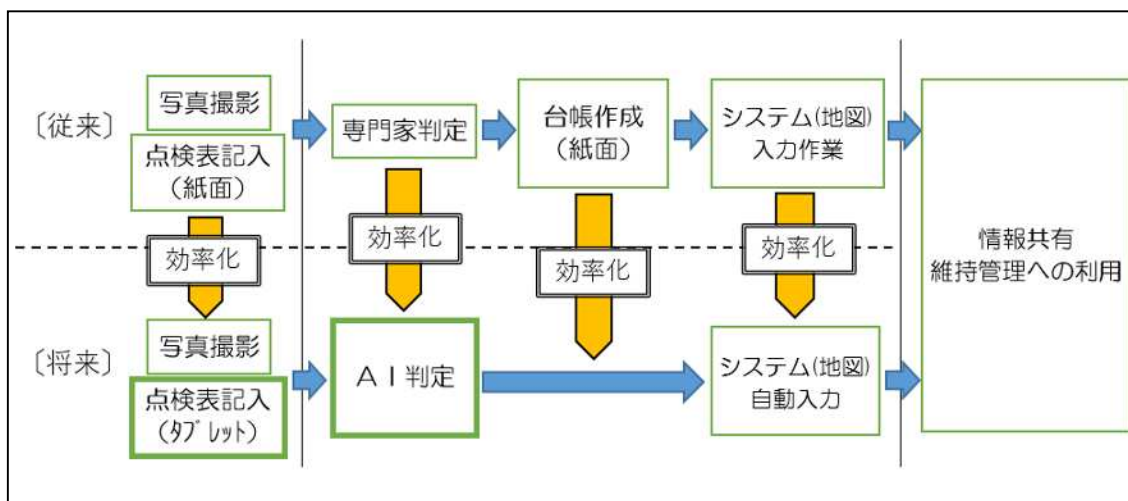 〔従来〕
写真撮影
点検表記入
(紙面)
専門家判定
台帳作成
(紙面)
システム(地図)
入力作業
効率化
効率化
効率化
効率化
情報共有
維持管理への利用
〔将来〕
写真撮影
点検表記入
(ﾀﾌﾞﾚｯﾄ)
ＡＩ判定
システム(地図)
自動入力